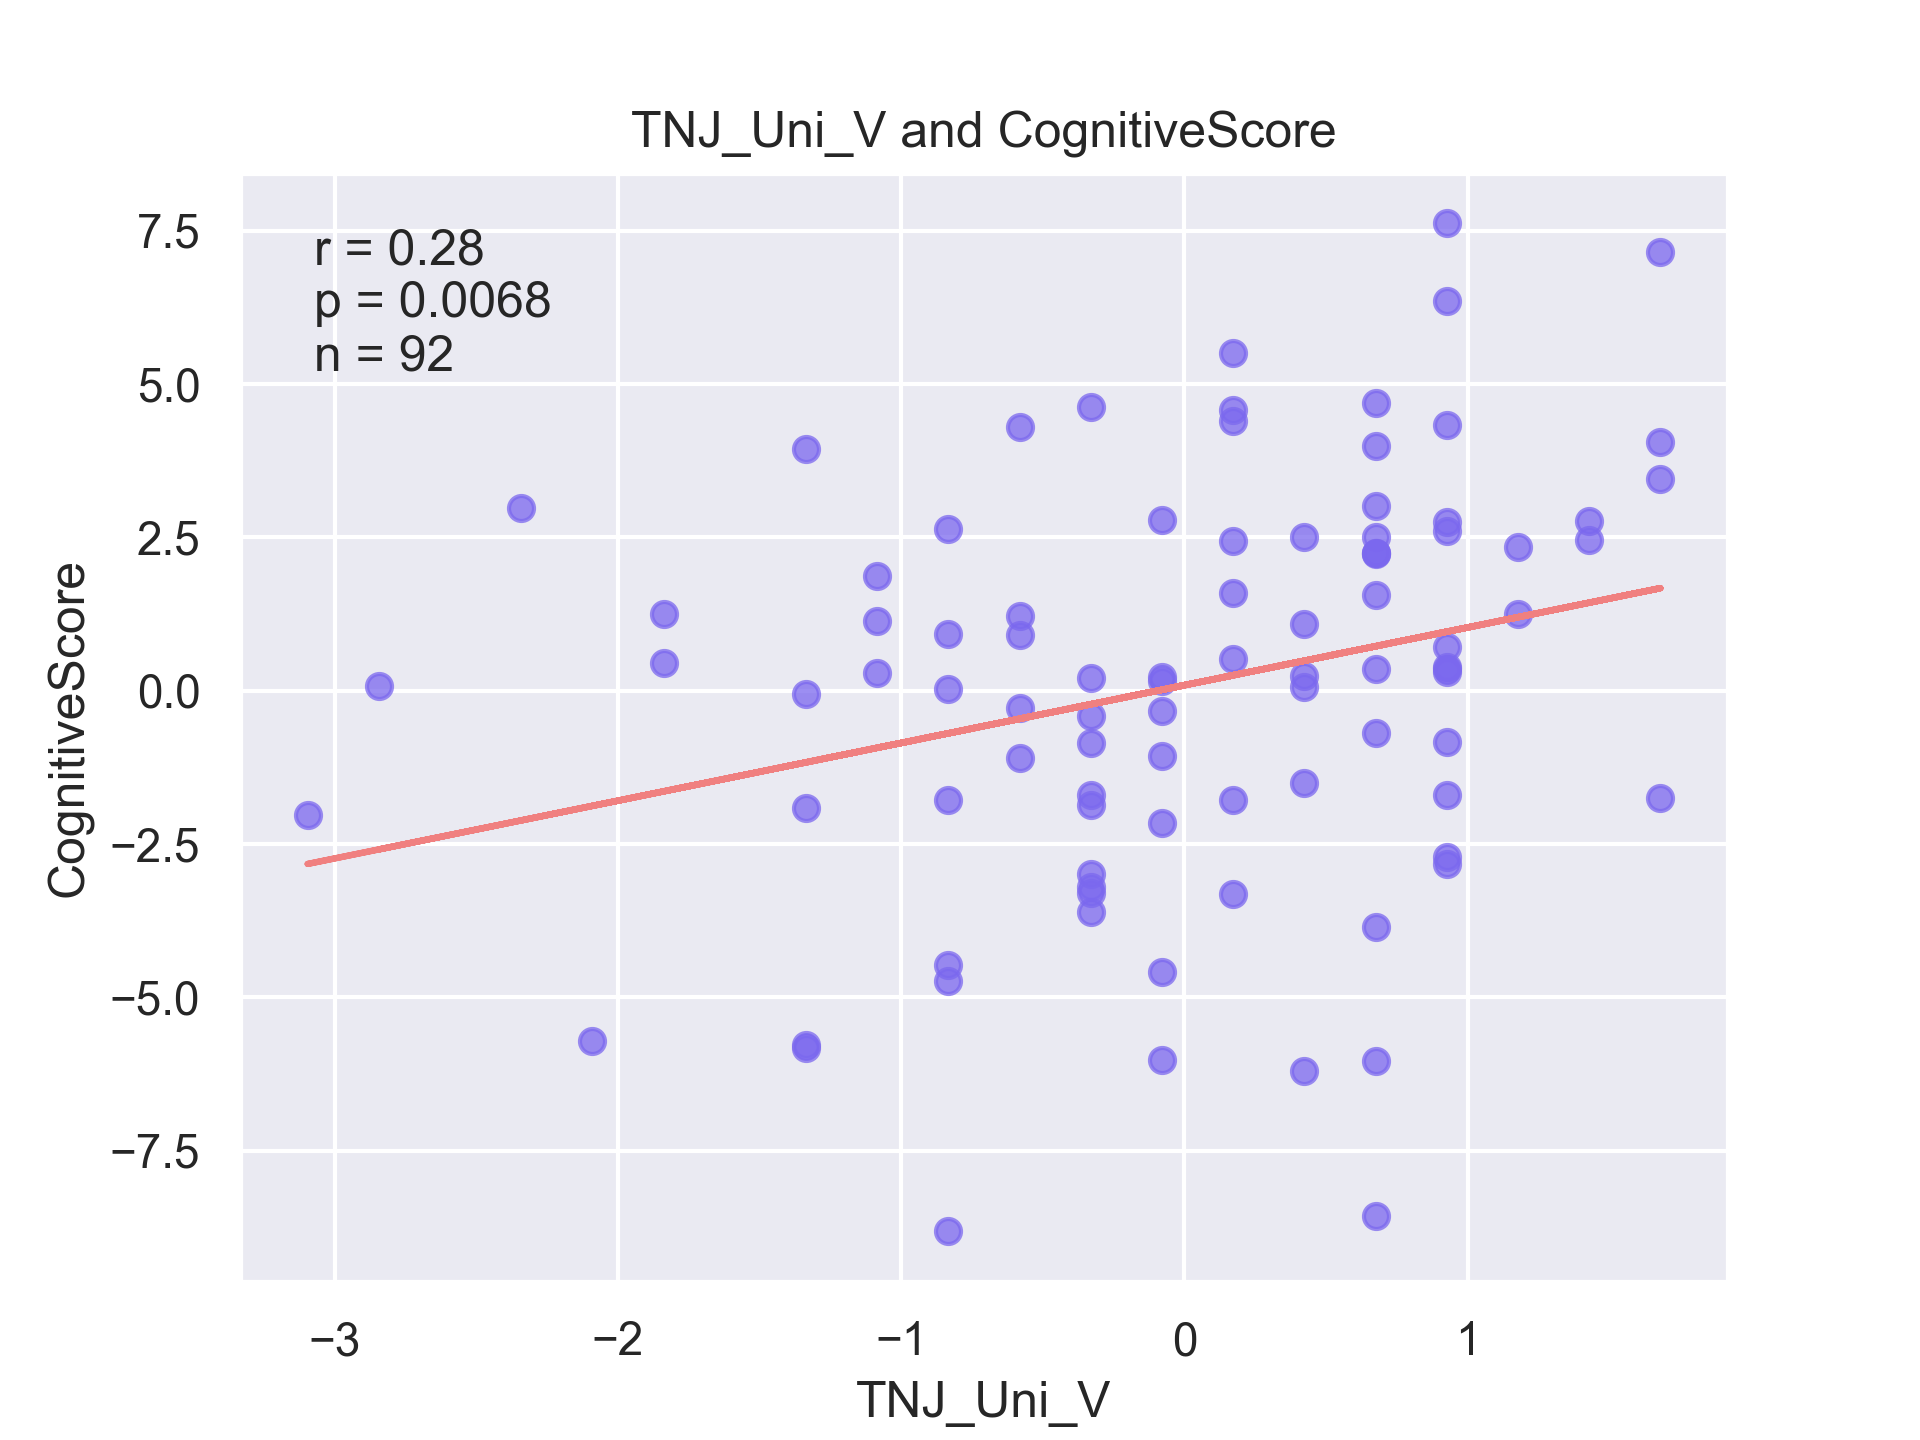 TNJ_Uni_V and CognitiveScore
r = 0.28
p = 0.0068
n = 92
CognitiveScore
7.5
5.0
2.5
0.0
−2.5
−5.0
−7.5
−3 −2 −1 0 1
TNJ_Uni_V